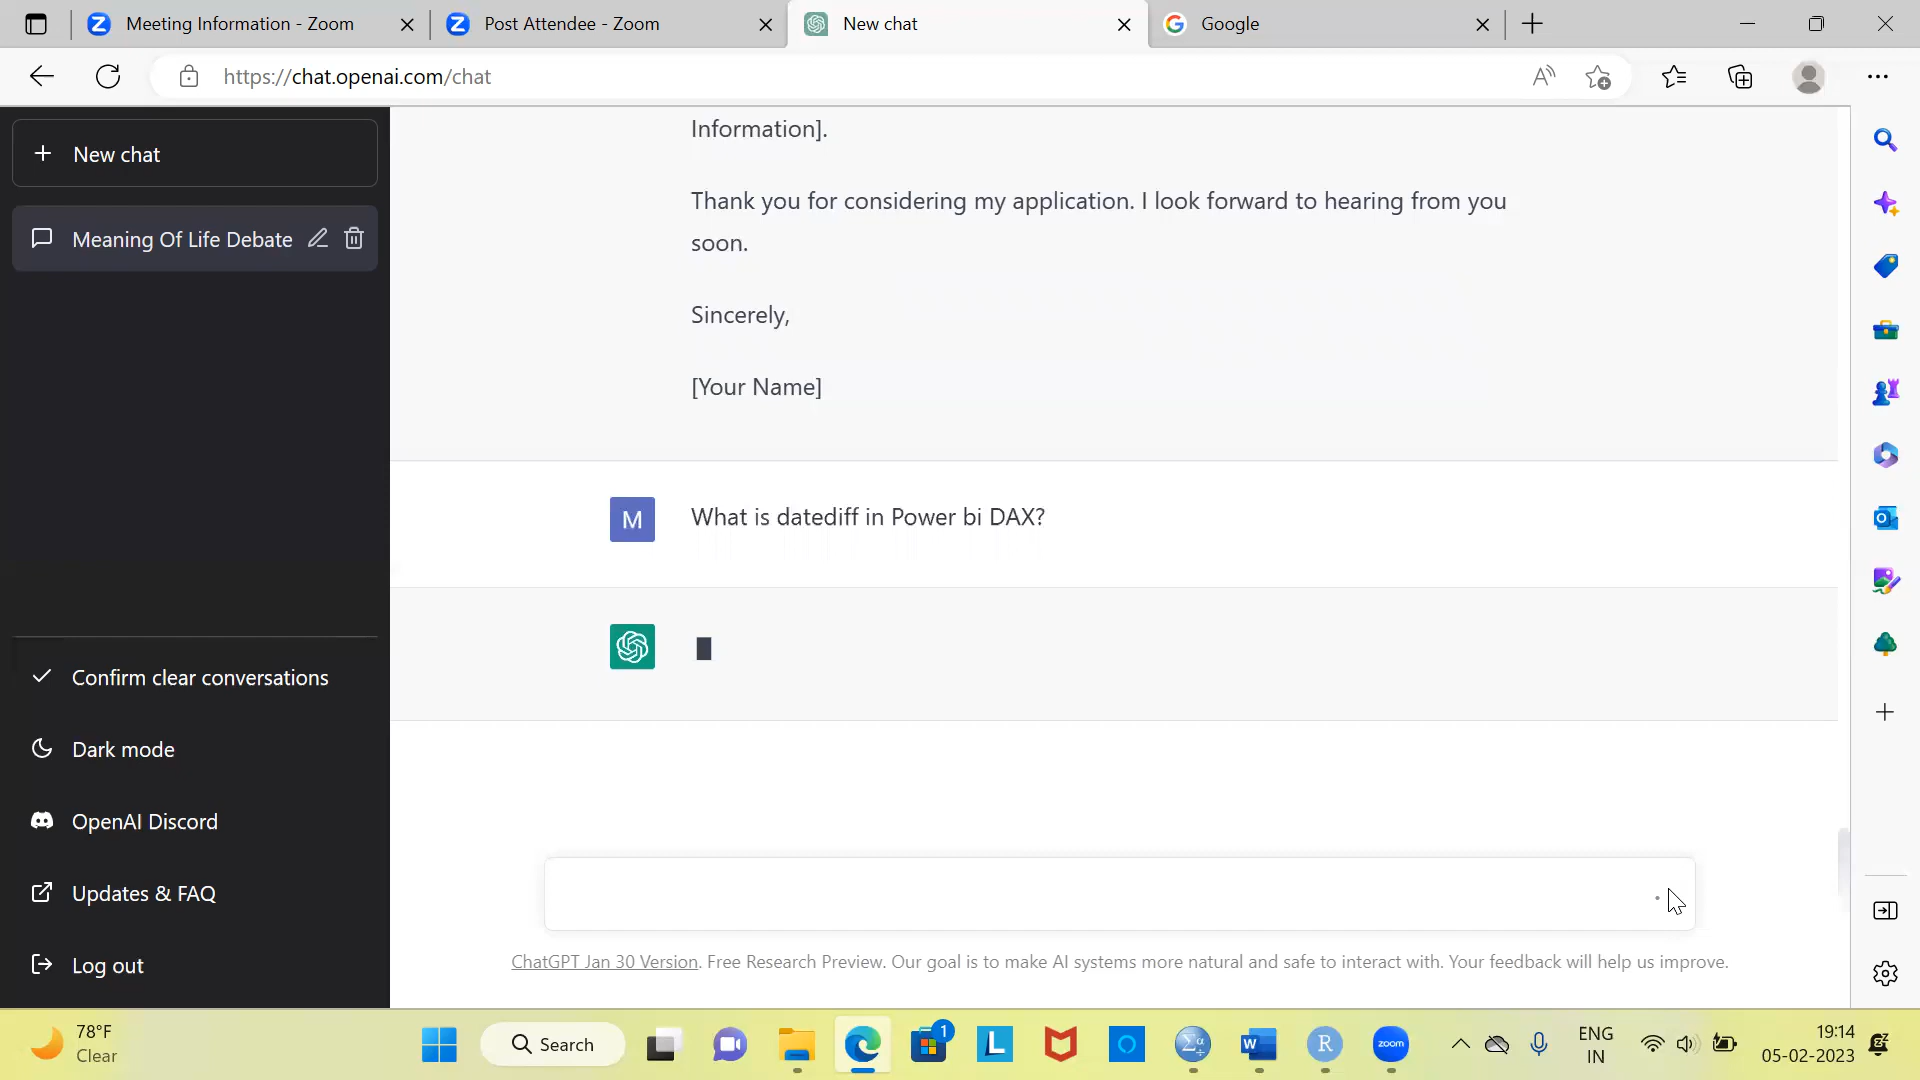 Meeting Information - Zoom
Post Attendee - Zoom
New chat
Google
https://chat.openai.com/chat
New chat
Meaning Of Life Debate
Information].
Thank you for considering my application. I look forward to hearing from you
soon.
Sincerely,
[Your Name]
M
What is datediff in Power bi DAX?
Confirm clear conversations
Dark mode
OpenAI Discord
Updates & FAQ
Log out
ChatGPT Jan 30 Version. Free Research Preview. Our goal is to make AI systems more natural and safe to interact with. Your feedback will help us improve.
78°F
Clear
Search
1
L
W
R
zoom
ENG
IN
19:14
05-02-2023